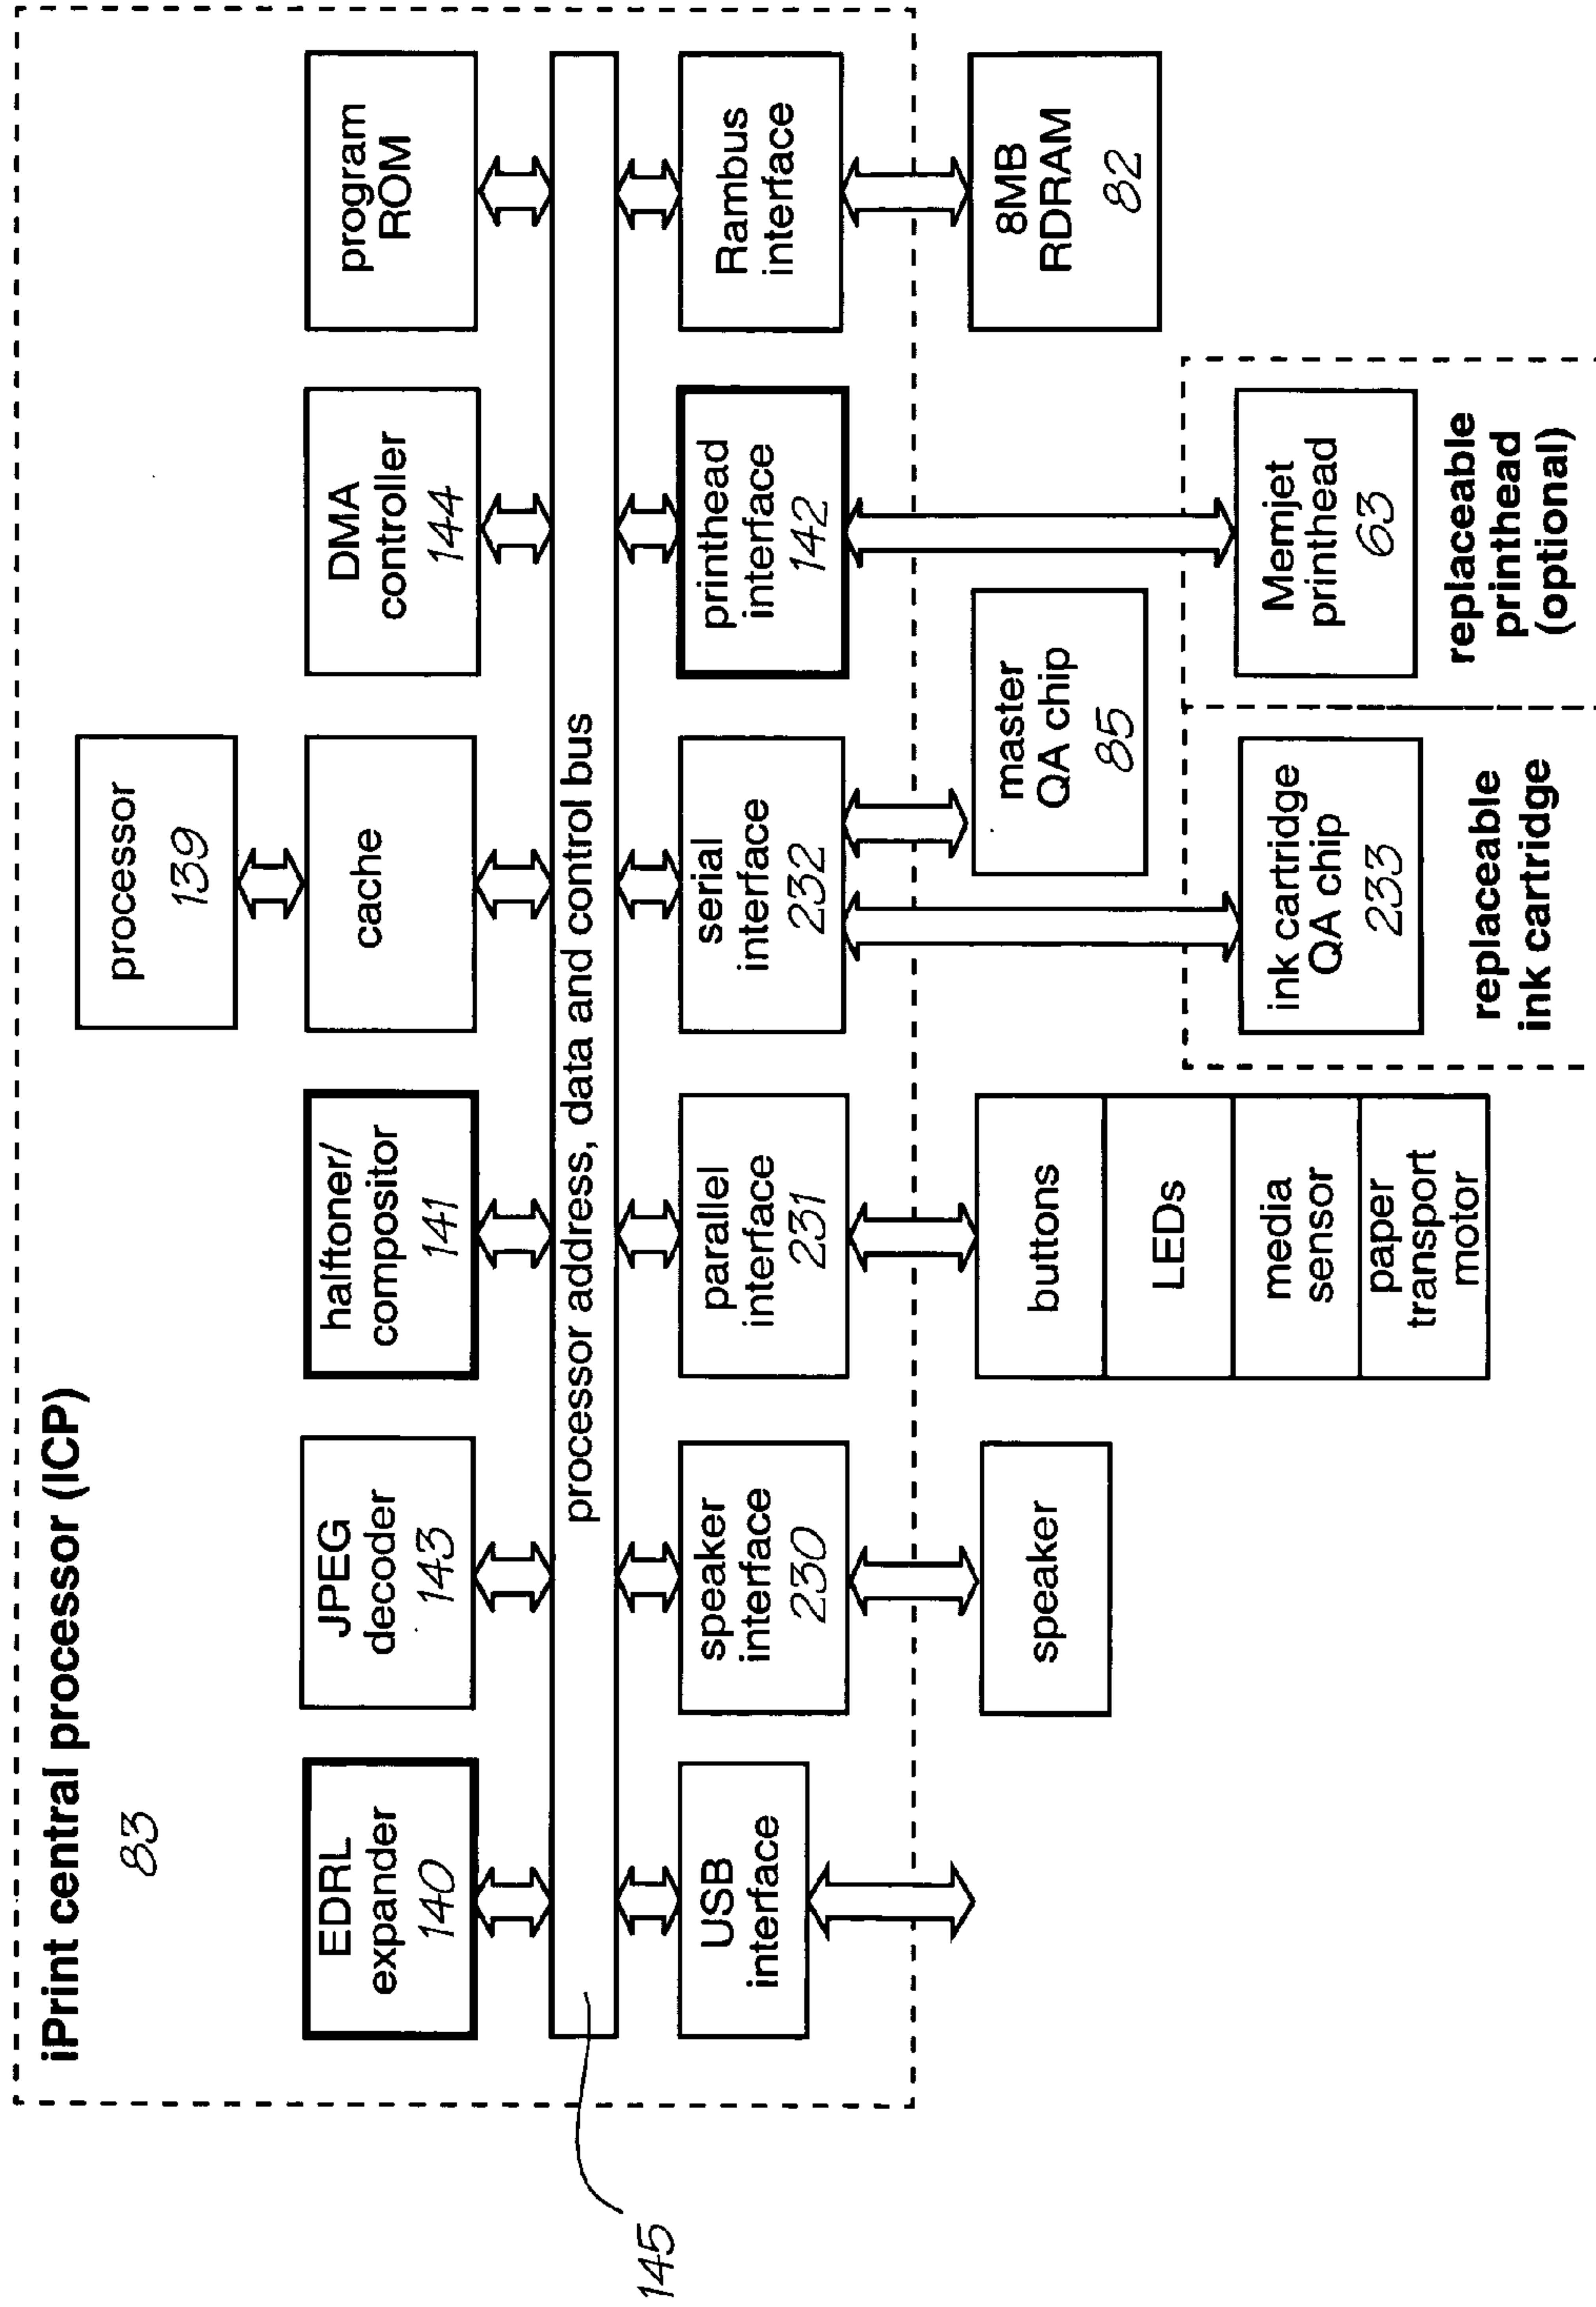 iPrint central processor (ICP)
83
processor
139
EDRL
expander
140
JPEG
decoder
143
halftoner/
compositor
141
cache
DMA
controller
144
program
ROM
processor address, data and control bus
145
USB
interface
speaker
interface
230
parallel
interface
231
serial
interface
232
printhead
interface
142
Rambus
interface
speaker
buttons
LEDs
media
sensor
paper
transport
motor
master
QA chip
85
8MB
RDRAM
82
ink cartridge
QA chip
233
Memjet
printhead
63
replaceable
ink cartridge
replaceable
printhead
(optional)